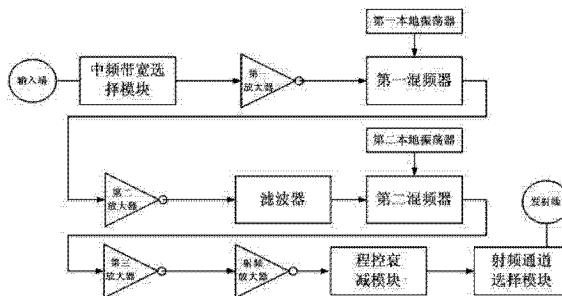 第一本地振荡器
输入端
中频带宽选
择模块
第一
放大器
第一混频器
第二本地振荡器
第二
放大器
滤波器
第二混频器
发射端
第三
放大器
射频
放大器
程控衰
减模块
射频通道
选择模块